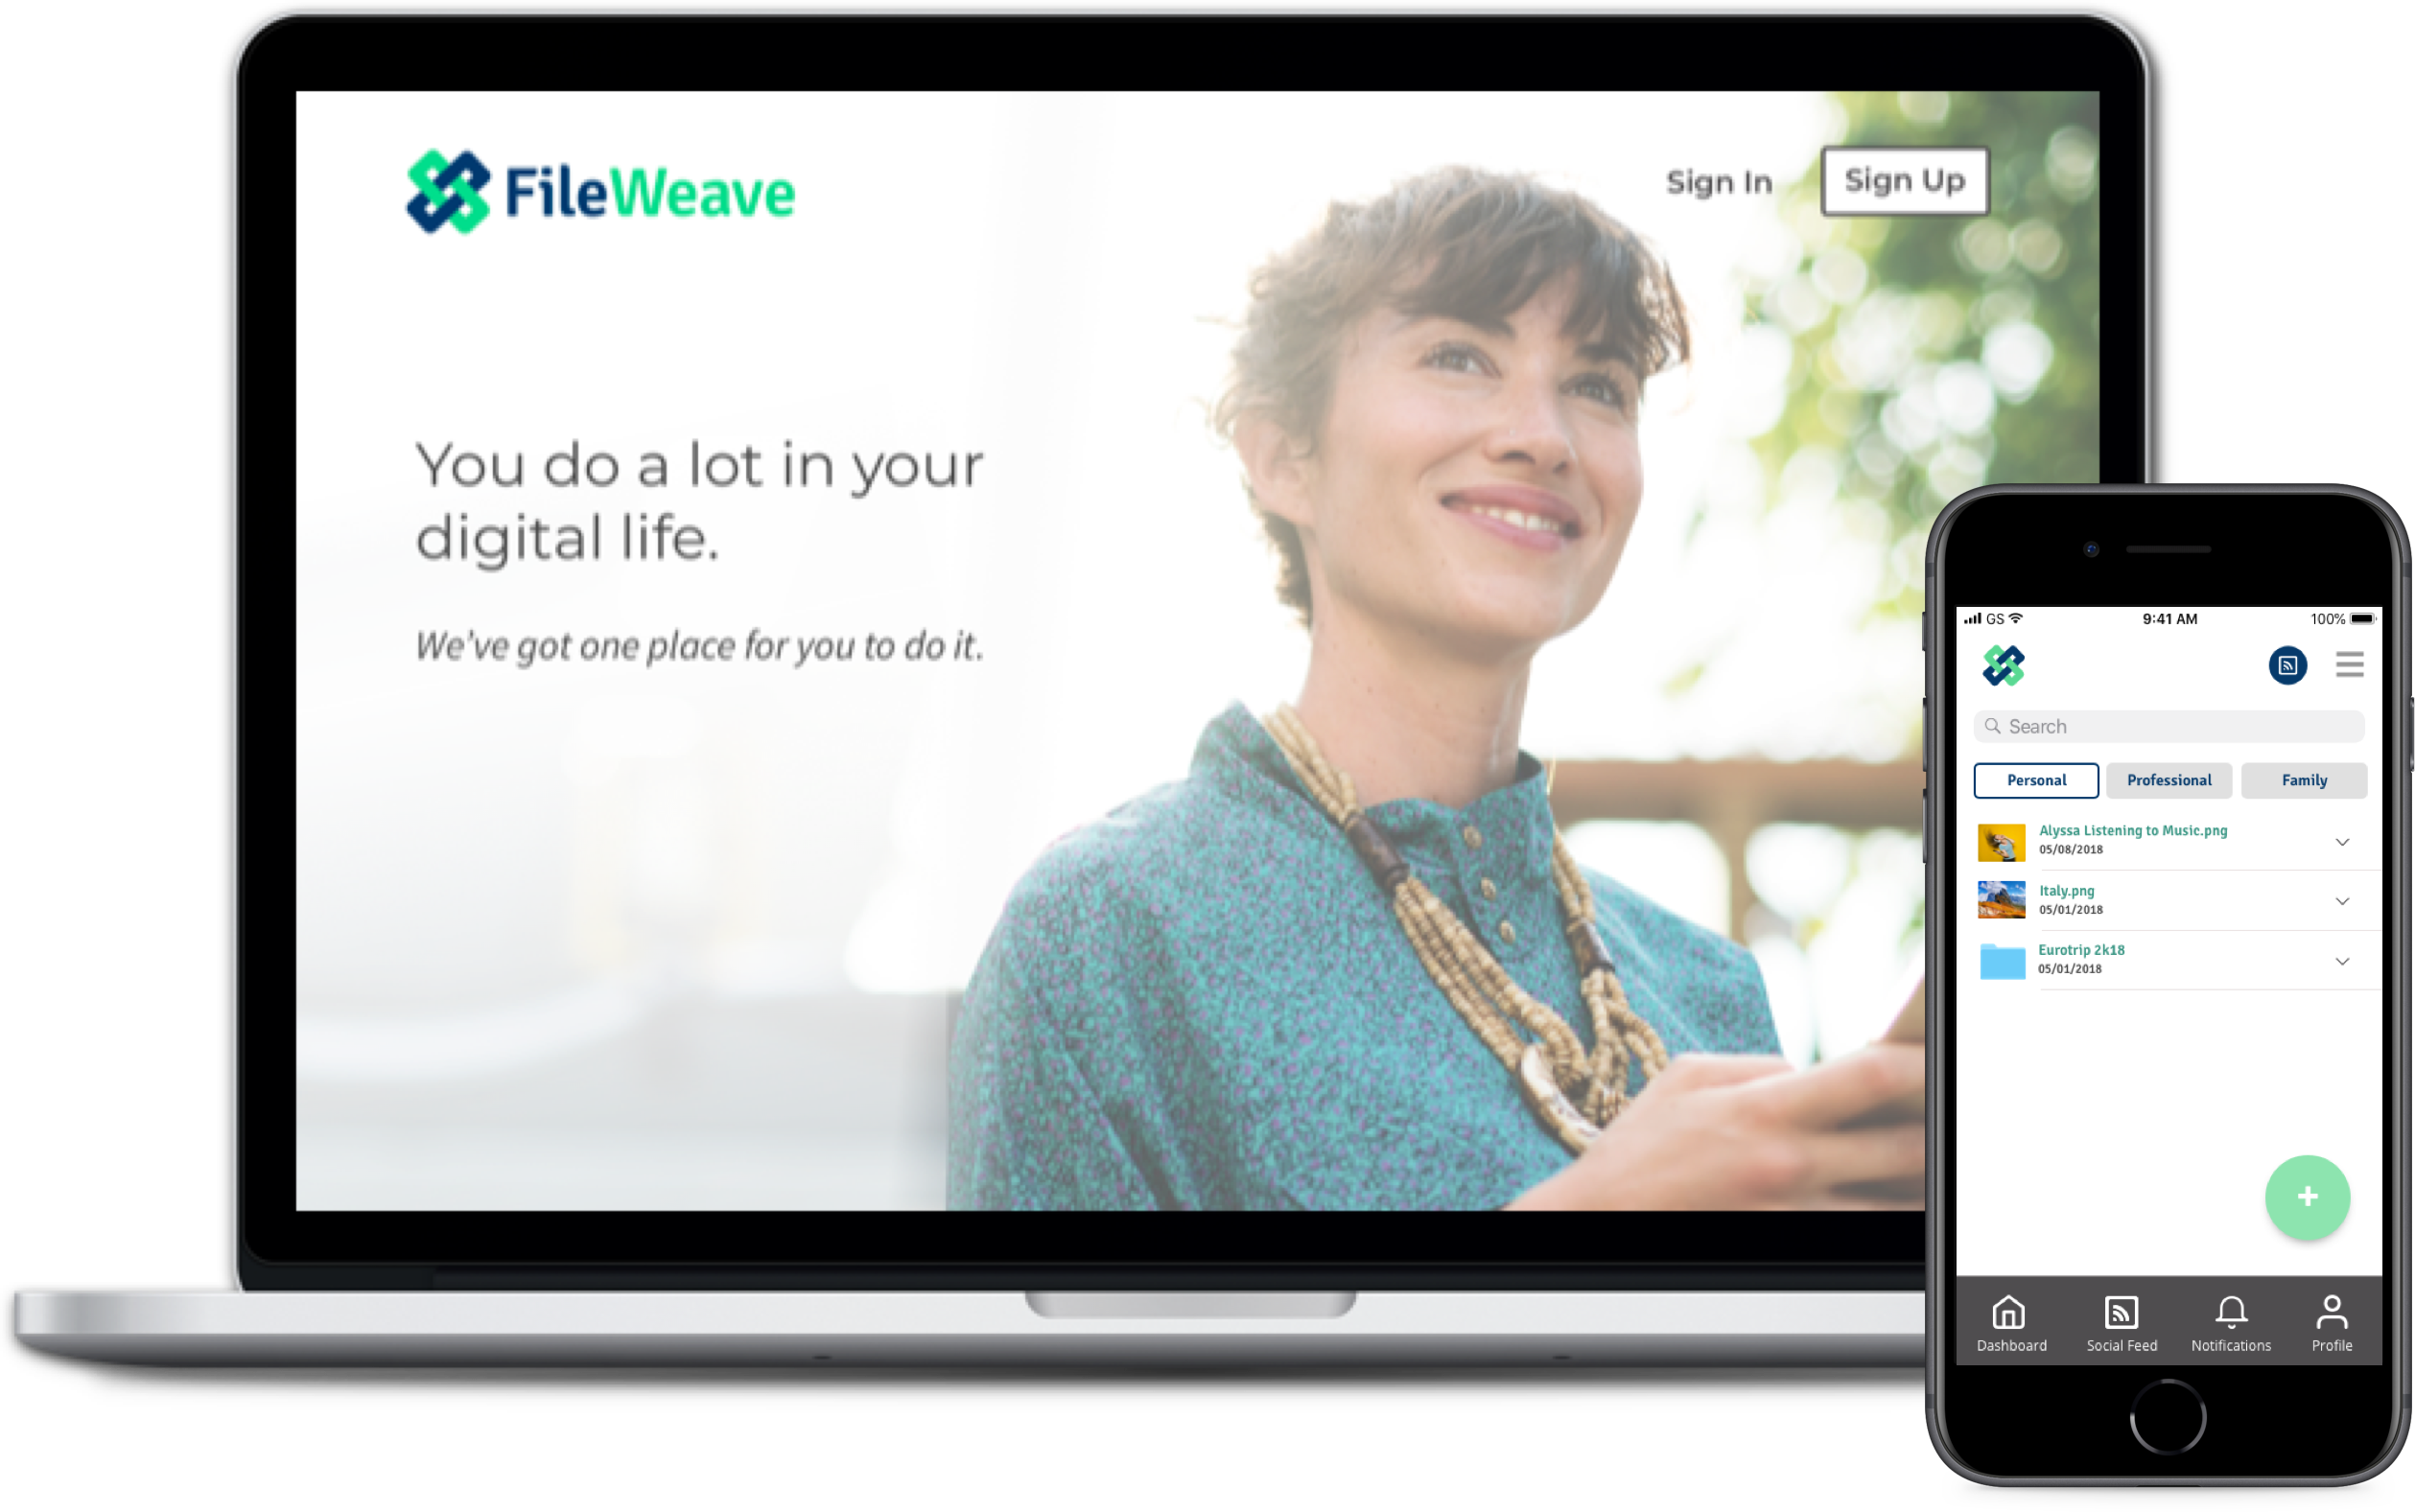 FileWeave
Sign In
Sign Up
You do a lot in your
digital life.
We've got one place for you to do it.
GS
9:41 AM
100%
Search
Personal
Professional
Family
Alyssa Listening to Music.png
05/08/2018
Italy.png
05/01/2018
Eurotrip 2k18
05/01/2018
+
Dashboard
Social Feed
Notifications
Profile